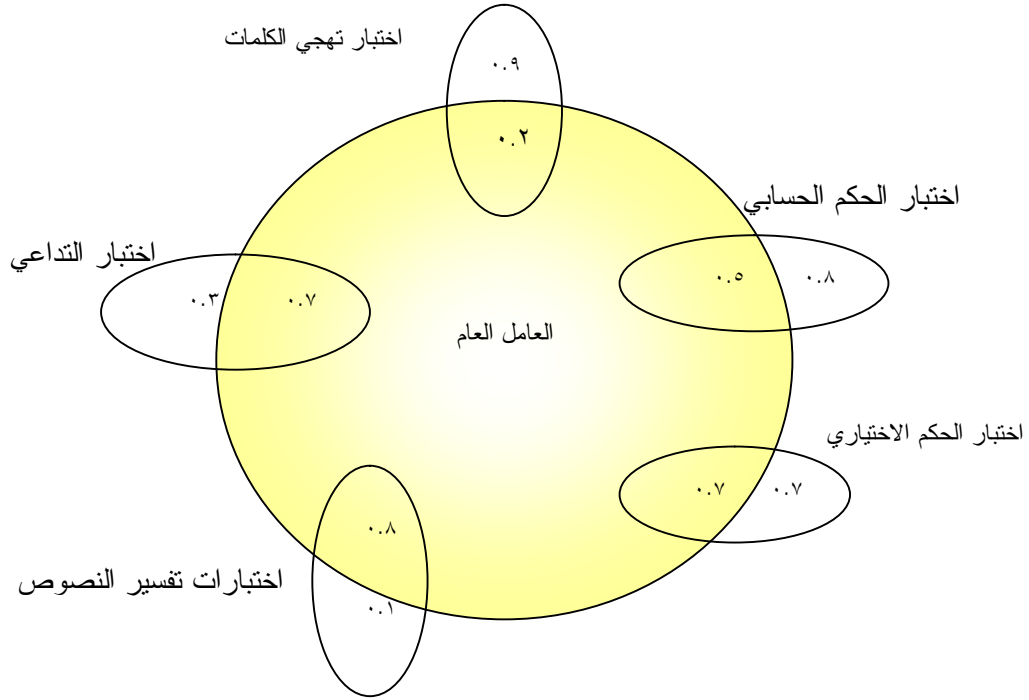 اختبار تهجي الكلمات
٠.٩
٠.٢
اختبار الحكم الحسابي
٠.٥
٠.٨
اختبار التداعي
٠.٣
٠.٧
العامل العام
اختبار الحكم الاختياري
٠.٧
٠.٧
٠.٨
اختبارات تفسير النصوص
٠.١